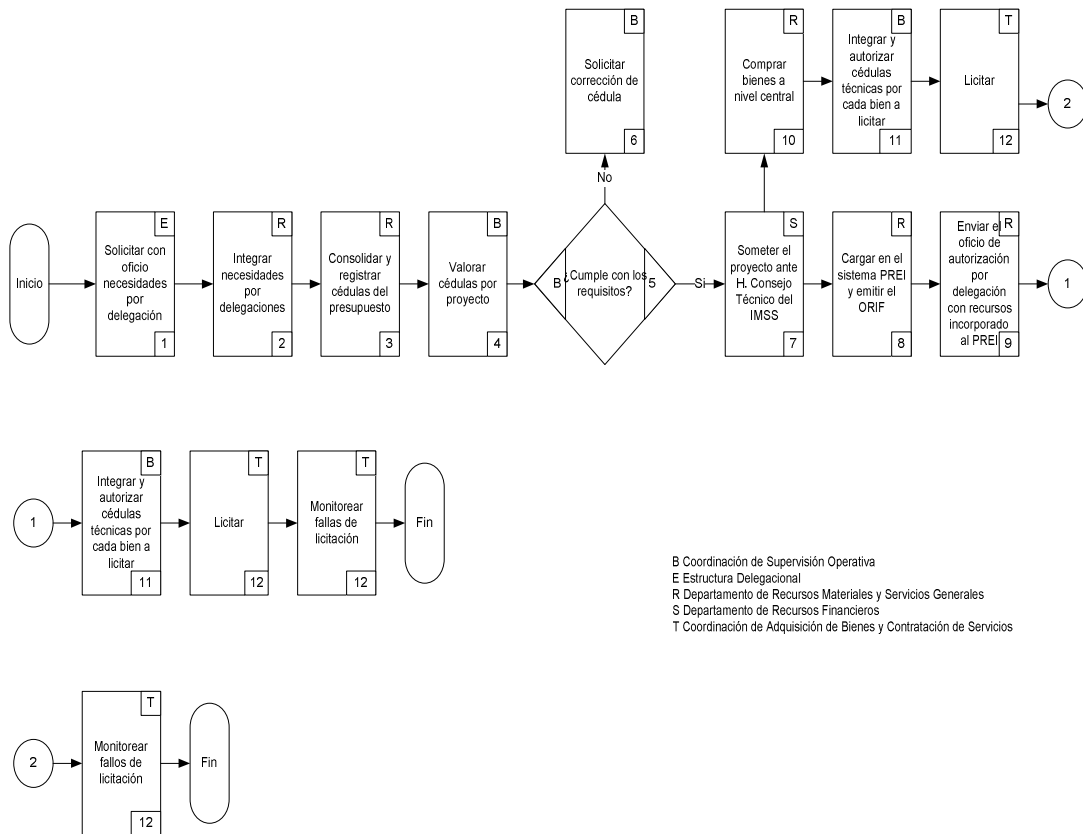 B
Solicitar
corrección de
cédula
6
R
Comprar
bienes a
nivel central
10
B
Integrar y
autorizar
cédulas
técnicas por
cada bien a
licitar
11
T
Licitar
12
2
No
Inicio
E
Solicitar con
oficio
necesidades
por
delegación
1
R
Integrar
necesidades
por
delegaciones
2
R
Consolidar y
registrar
cédulas del
presupuesto
3
B
Valorar
cédulas por
proyecto
4
B
¿Cumple con los
requisitos?
5
Si
S
Someter el
proyecto ante
H. Consejo
Técnico del
IMSS
7
R
Cargar en el
sistema PREI
y emitir el
ORIF
8
R
Enviar el
oficio de
autorización
por
delegación
con recursos
incorporado
al PREI
9
1
1
B
Integrar y
autorizar
cédulas
técnicas por
cada bien a
licitar
11
T
Licitar
12
T
Monitorear
fallas de
licitación
12
Fin
B Coordinación de Supervisión Operativa
E Estructura Delegacional
R Departamento de Recursos Materiales y Servicios Generales
S Departamento de Recursos Financieros
T Coordinación de Adquisición de Bienes y Contratación de Servicios
2
T
Monitorear
fallos de
licitación
12
Fin